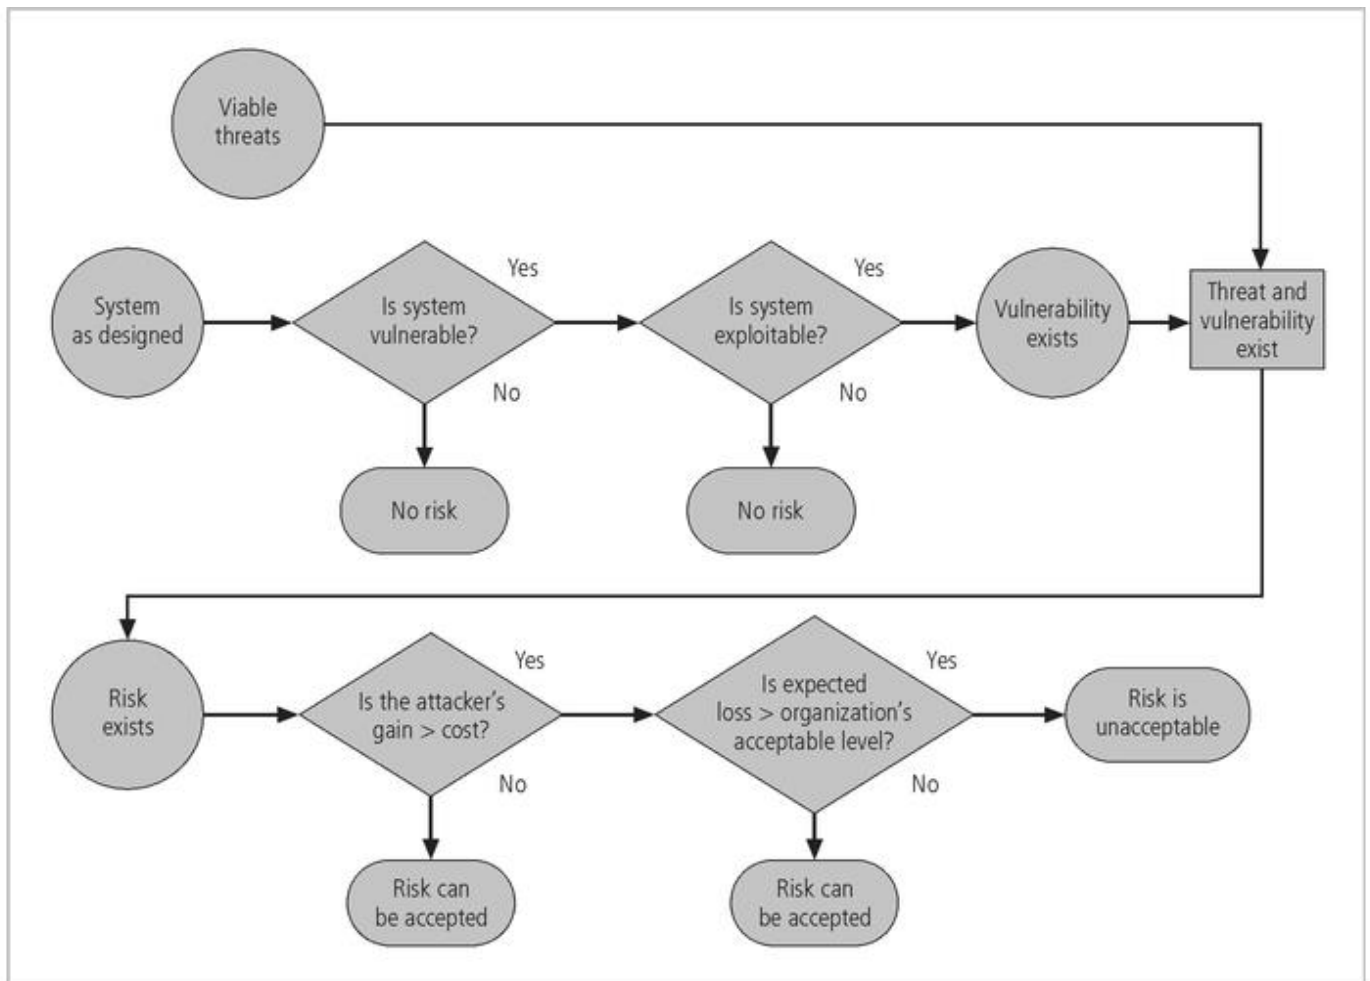 Viable
threats
System
as designed
Is system
vulnerable?
Yes
No
No risk
Is system
exploitable?
Yes
No
No risk
Vulnerability
exists
Threat and
vulnerability
exist
Risk
exists
Is the attacker's
gain > cost?
Yes
No
Risk can
be accepted
Is expected
loss > organization's
acceptable level?
Yes
No
Risk can
be accepted
Risk is
unacceptable